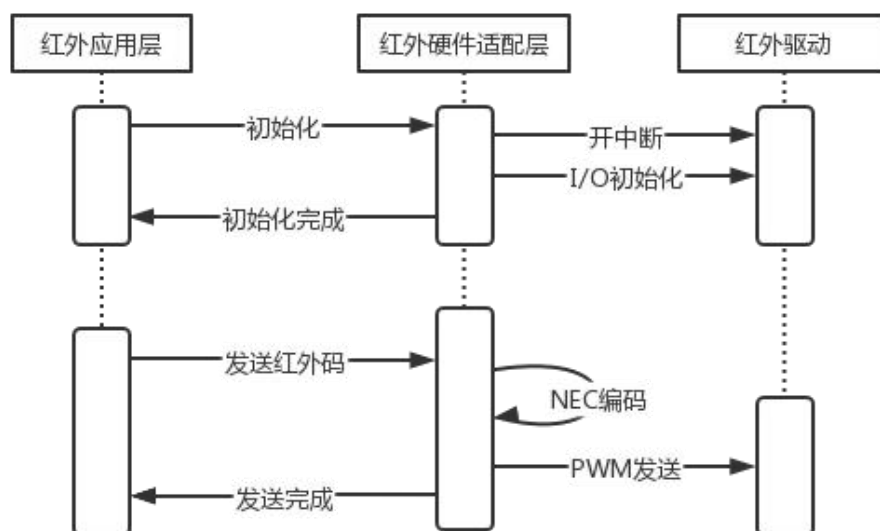 红外应用层
红外硬件适配层
红外驱动
初始化
开中断
I/O初始化
初始化完成
发送红外码
NEC编码
PWM发送
发送完成